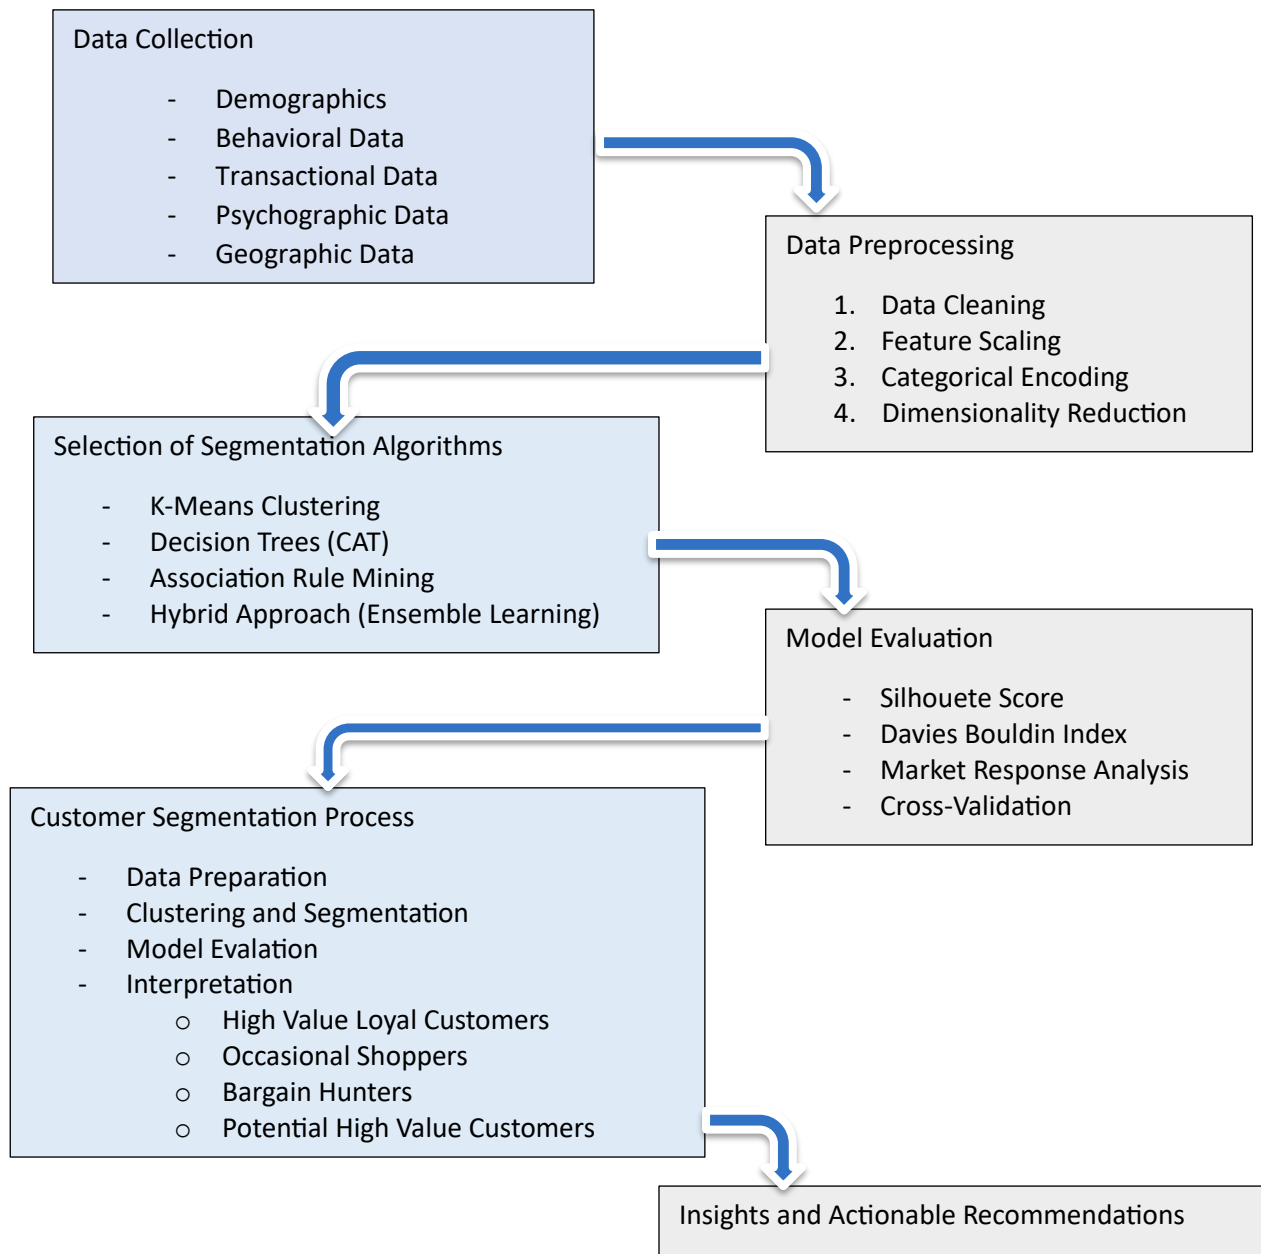 Data Collection
- Demographics
- Behavioral Data
- Transactional Data
- Psychographic Data
- Geographic Data
Data Preprocessing
1. Data Cleaning
2. Feature Scaling
3. Categorical Encoding
4. Dimensionality Reduction
Selection of Segmentation Algorithms
- K-Means Clustering
- Decision Trees (CAT)
- Association Rule Mining
- Hybrid Approach (Ensemble Learning)
Model Evaluation
- Silhouete Score
- Davies Bouldin Index
- Market Response Analysis
- Cross-Validation
Customer Segmentation Process
- Data Preparation
- Clustering and Segmentation
- Model Evalation
- Interpretation
o High Value Loyal Customers
o Occasional Shoppers
o Bargain Hunters
o Potential High Value Customers
Insights and Actionable Recommendations